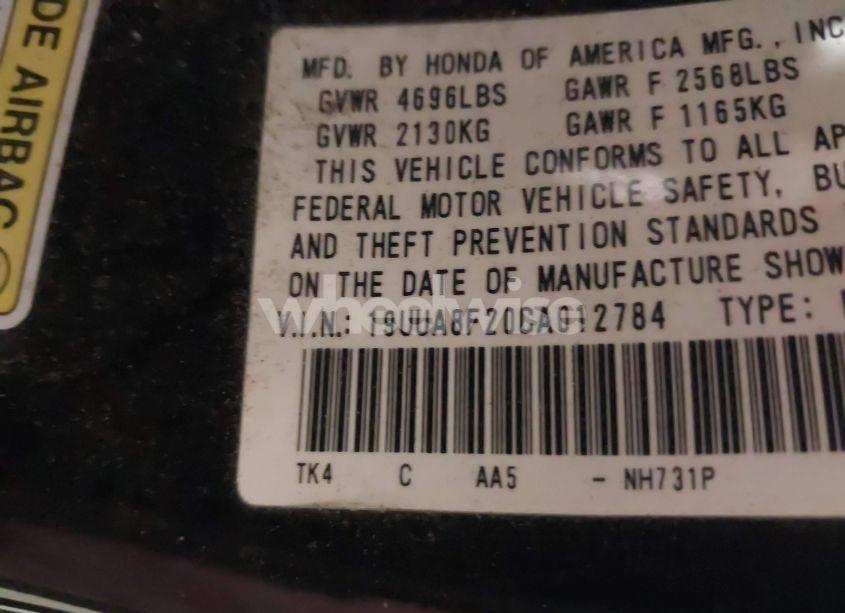 DE AIRBAG
MFD. BY HONDA OF AMERICA MFG., INC
GVWR 4696LBS GAWR F 2568LBS
GVWR 2130KG GAWR F 1165KG
THIS VEHICLE CONFORMS TO ALL AP
FEDERAL MOTOR VEHICLE SAFETY, BU
AND THEFT PREVENTION STANDARDS
ON THE DATE OF MANUFACTURE SHOW
V.I.N.: 19UUA8F20CA012784 TYPE:
wheelwise
TK4 C AA5 - NH731P